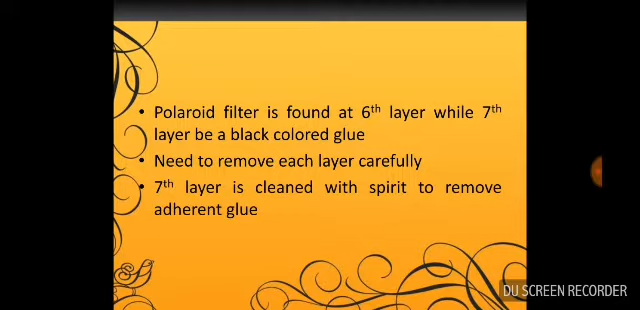 • Polaroid filter is found at 6th layer while 7th
layer be a black colored glue
• Need to remove each layer carefully
• 7th layer is cleaned with spirit to remove
adherent glue
DU SCREEN RECORDER